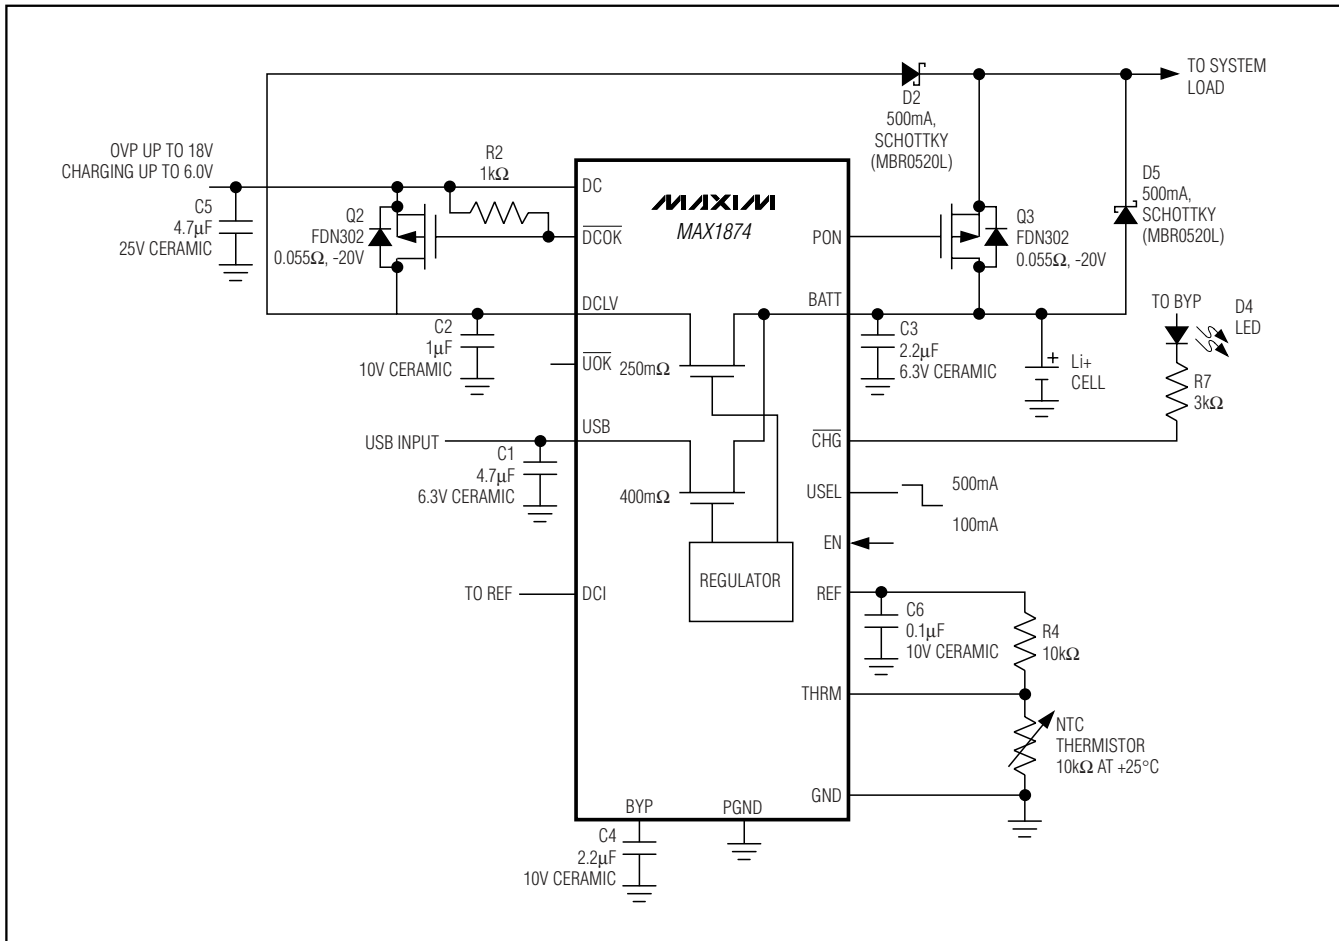 TO SYSTEM
LOAD
D2
500mA,
SCHOTTKY
(MBR0520L)
OVP UP TO 18V
CHARGING UP TO 6.0V
R2
1kΩ
DC
MAXIM
MAX1874
D5
500mA,
SCHOTTKY
(MBR0520L)
C5
4.7µF
25V CERAMIC
Q2
FDN302
0.055Ω, -20V
DCOK
PON
Q3
FDN302
0.055Ω, -20V
DCLV
BATT
TO BYP
D4
LED
C2
1µF
10V CERAMIC
UOK
250mΩ
C3
2.2µF
6.3V CERAMIC
+
Li+
CELL
R7
3kΩ
USB INPUT
USB
CHG
C1
4.7µF
6.3V CERAMIC
400mΩ
USEL
500mA
100mA
EN
REGULATOR
TO REF
DCI
REF
C6
0.1µF
10V CERAMIC
R4
10kΩ
THRM
NTC
THERMISTOR
10kΩ AT +25°C
GND
BYP
PGND
C4
2.2µF
10V CERAMIC